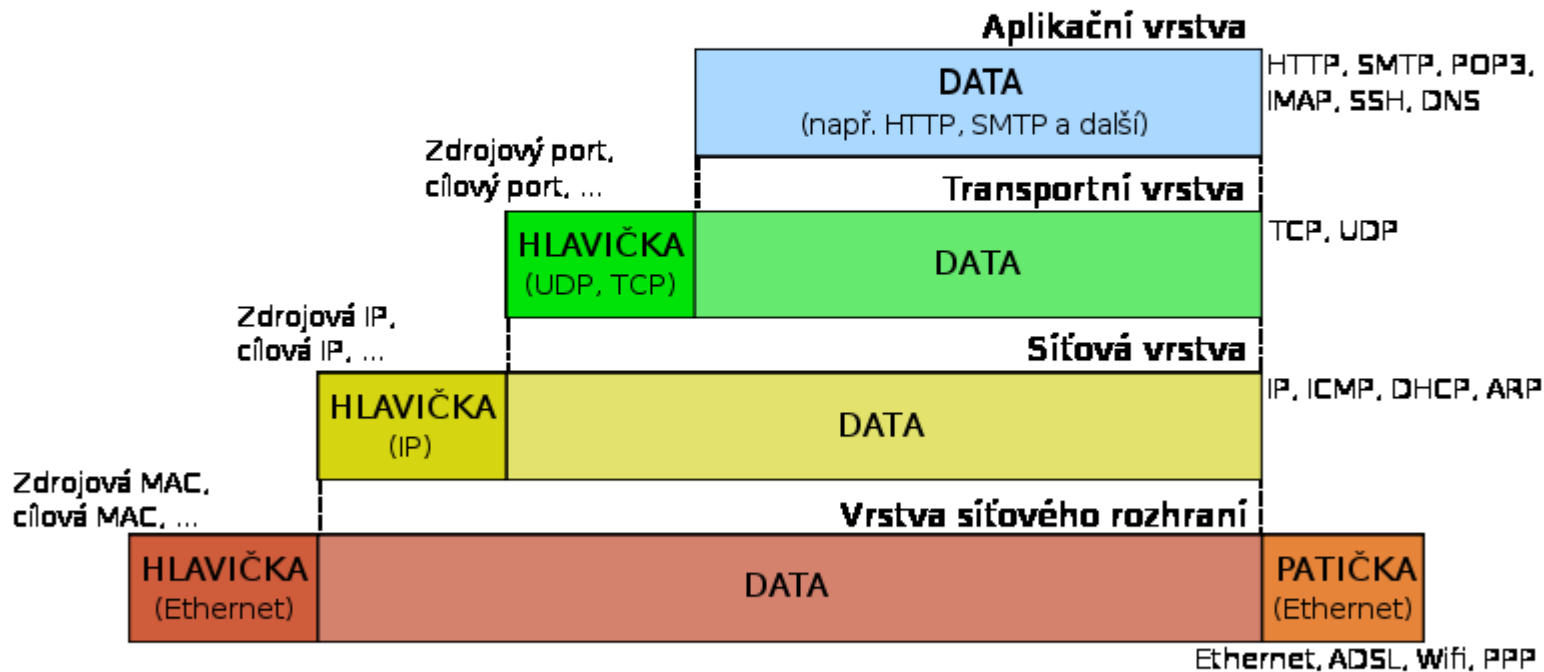 Aplikační vrstva
DATA
(např. HTTP, SMTP a další)
HTTP, SMTP, POP3,
IMAP, SSH, DNS
Zdrojový port,
cílový port, ...
Transportní vrstva
HLAVIČKA
(UDP, TCP)
DATA
TCP, UDP
Zdrojová IP,
cílová IP, ...
Síťová vrstva
HLAVIČKA
(IP)
DATA
IP, ICMP, DHCP, ARP
Zdrojová MAC,
cílová MAC, ...
Vrstva síťového rozhraní
HLAVIČKA
(Ethernet)
DATA
PATIČKA
(Ethernet)
Ethernet, ADSL, Wifi, PPP